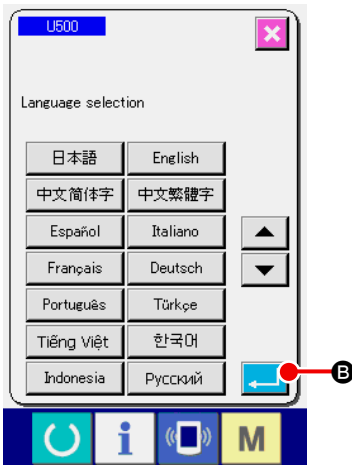 U500
Language selection
日本語 English
中文简体字 中文繁體字
Español Italiano
Français Deutsch
Português Türkçe
Tiếng Việt 한국어
Indonesia Русский
B
i M